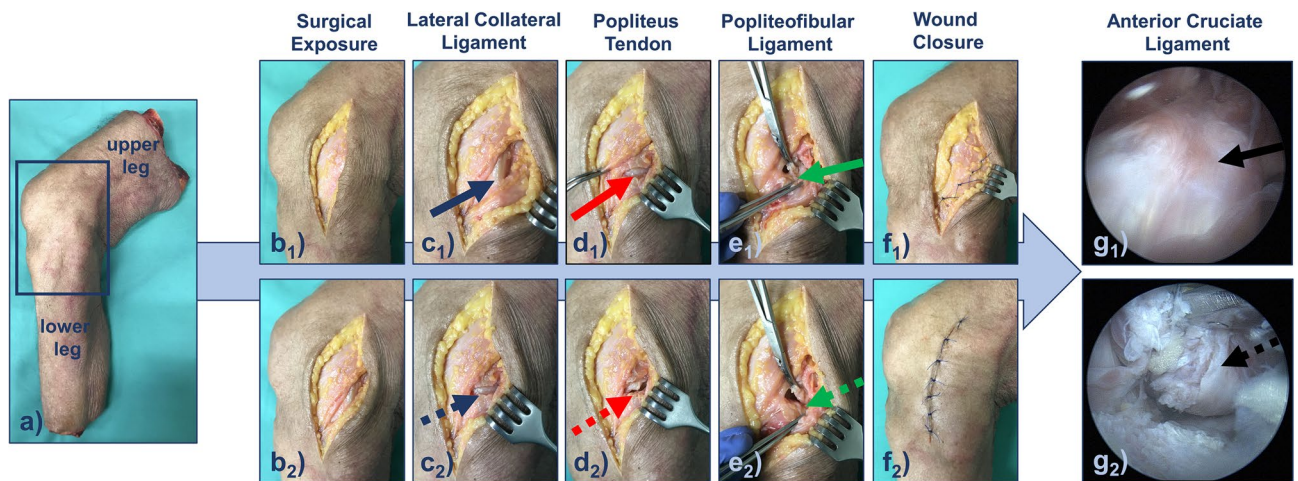 Surgical
Exposure
Lateral Collateral
Ligament
Popliteus
Tendon
Popliteofibular
Ligament
Wound
Closure
Anterior Cruciate
Ligament
upper
leg
lower
leg
a)
b1)
c1)
d1)
e1)
f1)
g1)
b2)
c2)
d2)
e2)
f2)
g2)